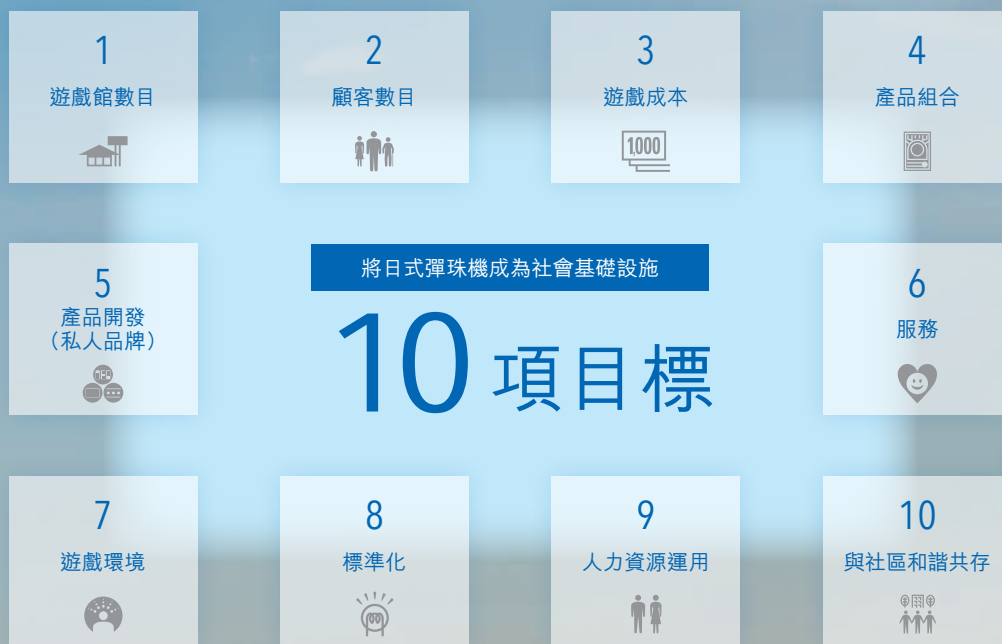 1
遊戲館數目
2
顧客數目
3
遊戲成本
1,000
4
產品組合
5
產品開發
（私人品牌）
將日式彈珠機成為社會基礎設施
10 項目標
6
服務
7
遊戲環境
8
標準化
9
人力資源運用
10
與社區和諧共存